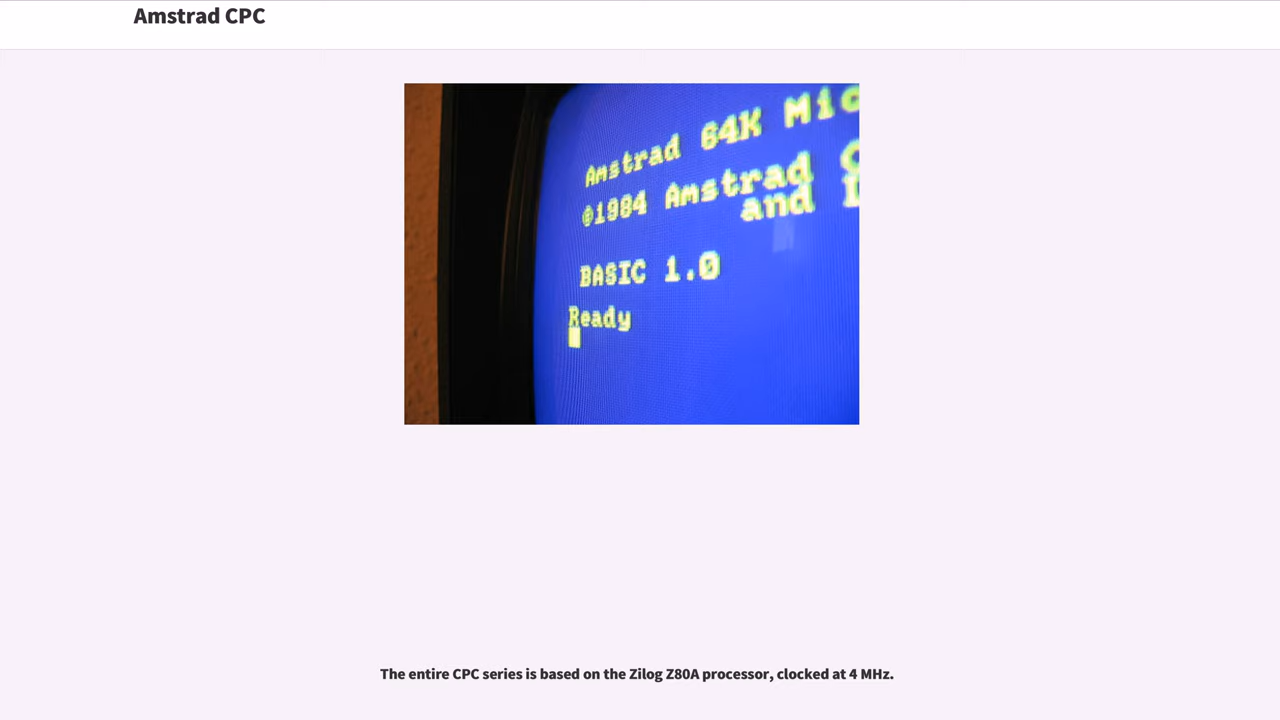 Amstrad CPC
Amstrad 64K Mic
©1984 Amstrad C
and L
BASIC 1.0
Ready
The entire CPC series is based on the Zilog Z80A processor, clocked at 4 MHz.